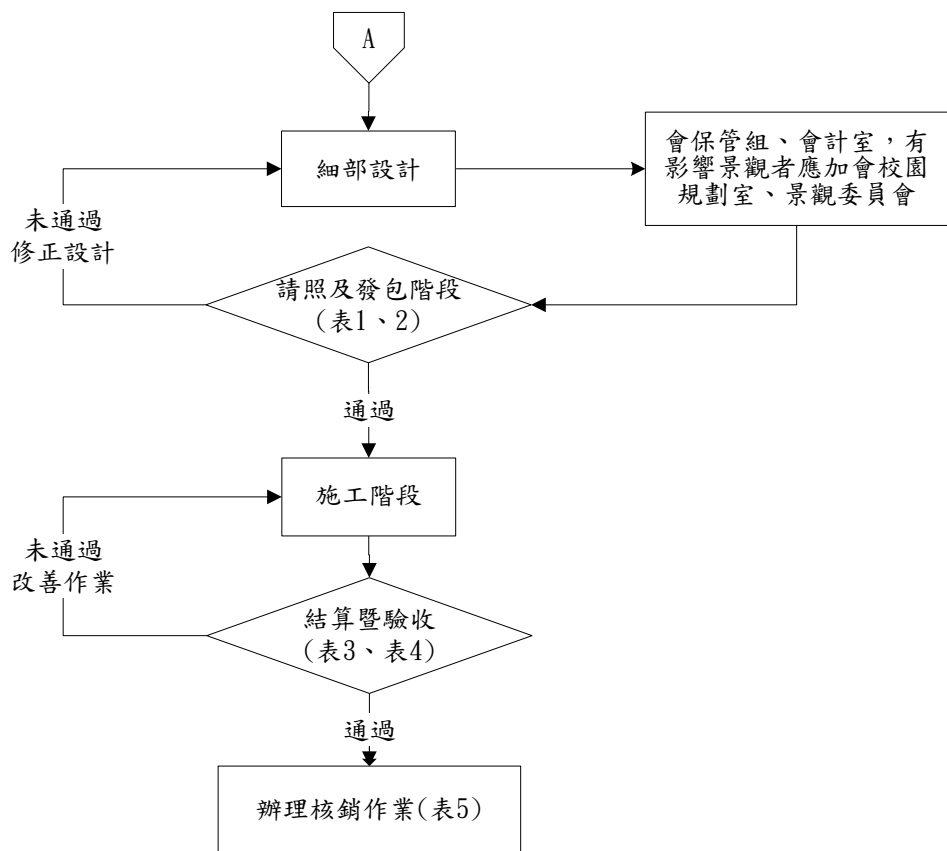 A
細部設計
會保管組、會計室，有
影響景觀者應加會校園
規劃室、景觀委員會
未通過
修正設計
請照及發包階段
(表1、2)
通過
施工階段
未通過
改善作業
結算暨驗收
(表3、表4)
通過
辦理核銷作業(表5)